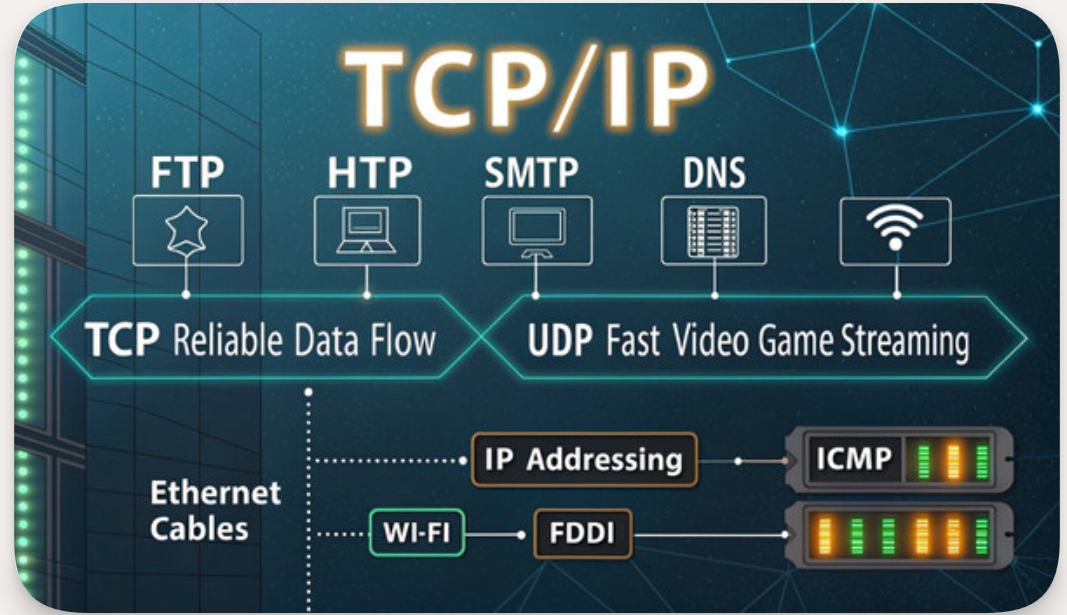 TCP/IP
FTP HTP SMTP DNS
TCP Reliable Data Flow
UDP Fast Video Game Streaming
IP Addressing
ICMP
Ethernet
Cables
WI-FI
FDDI